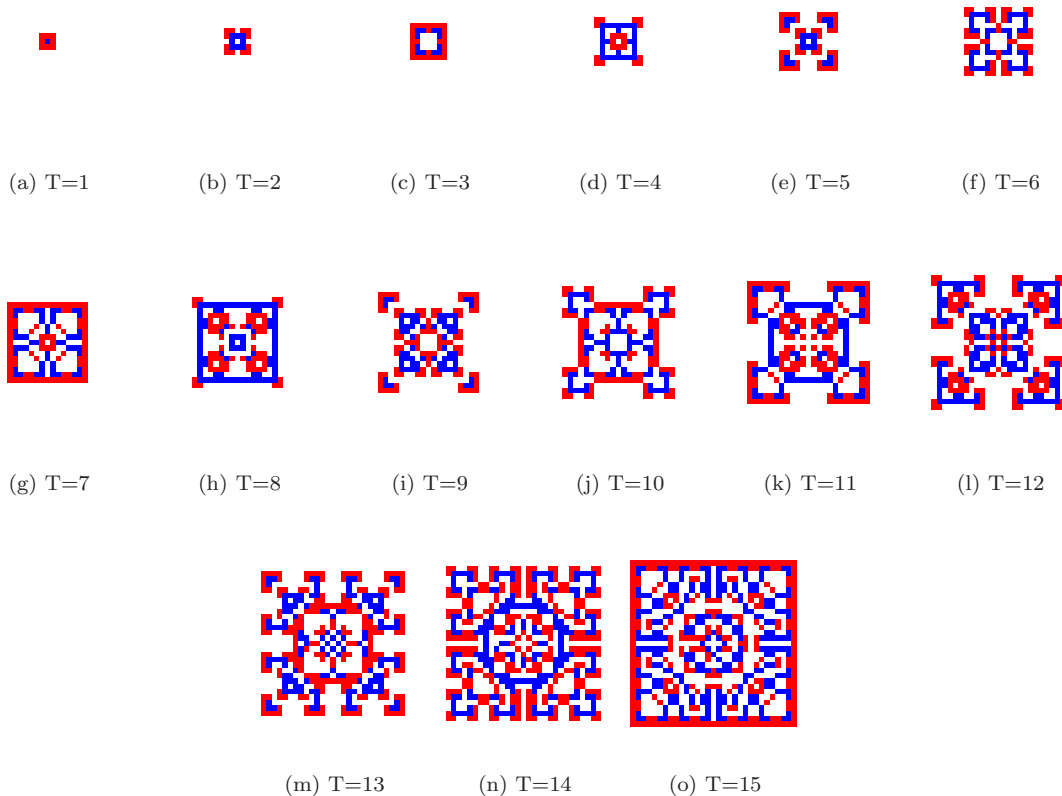 (a) T=1 (b) T=2 (c) T=3 (d) T=4 (e) T=5 (f) T=6
(g) T=7 (h) T=8 (i) T=9 (j) T=10 (k) T=11 (l) T=12
(m) T=13 (n) T=14 (o) T=15